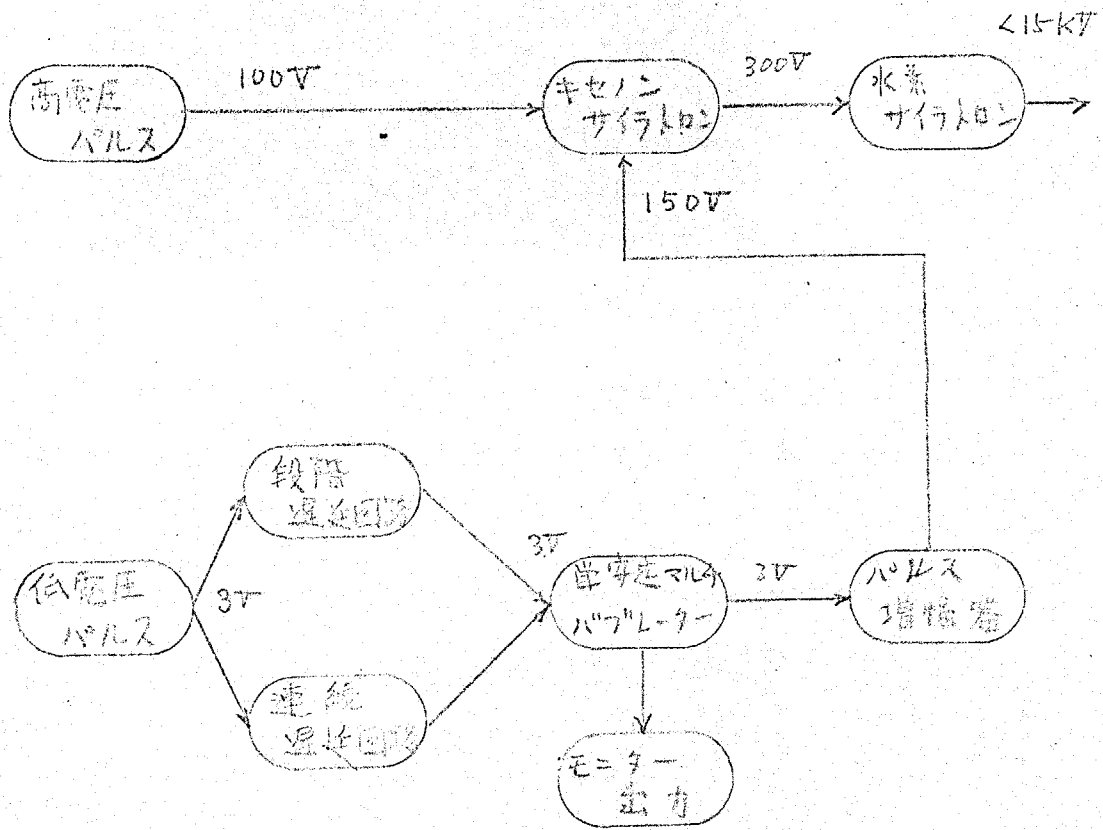 <15KV
高電圧
パルス
100V
キセノン
サイラトロン
300V
水素
サイラトロン
150V
段階
遅延回路
低電圧
パルス
3V
3V
単安定マルチ
バブレーター
3V
パルス
増幅器
連続
遅延回路
モニター
出力